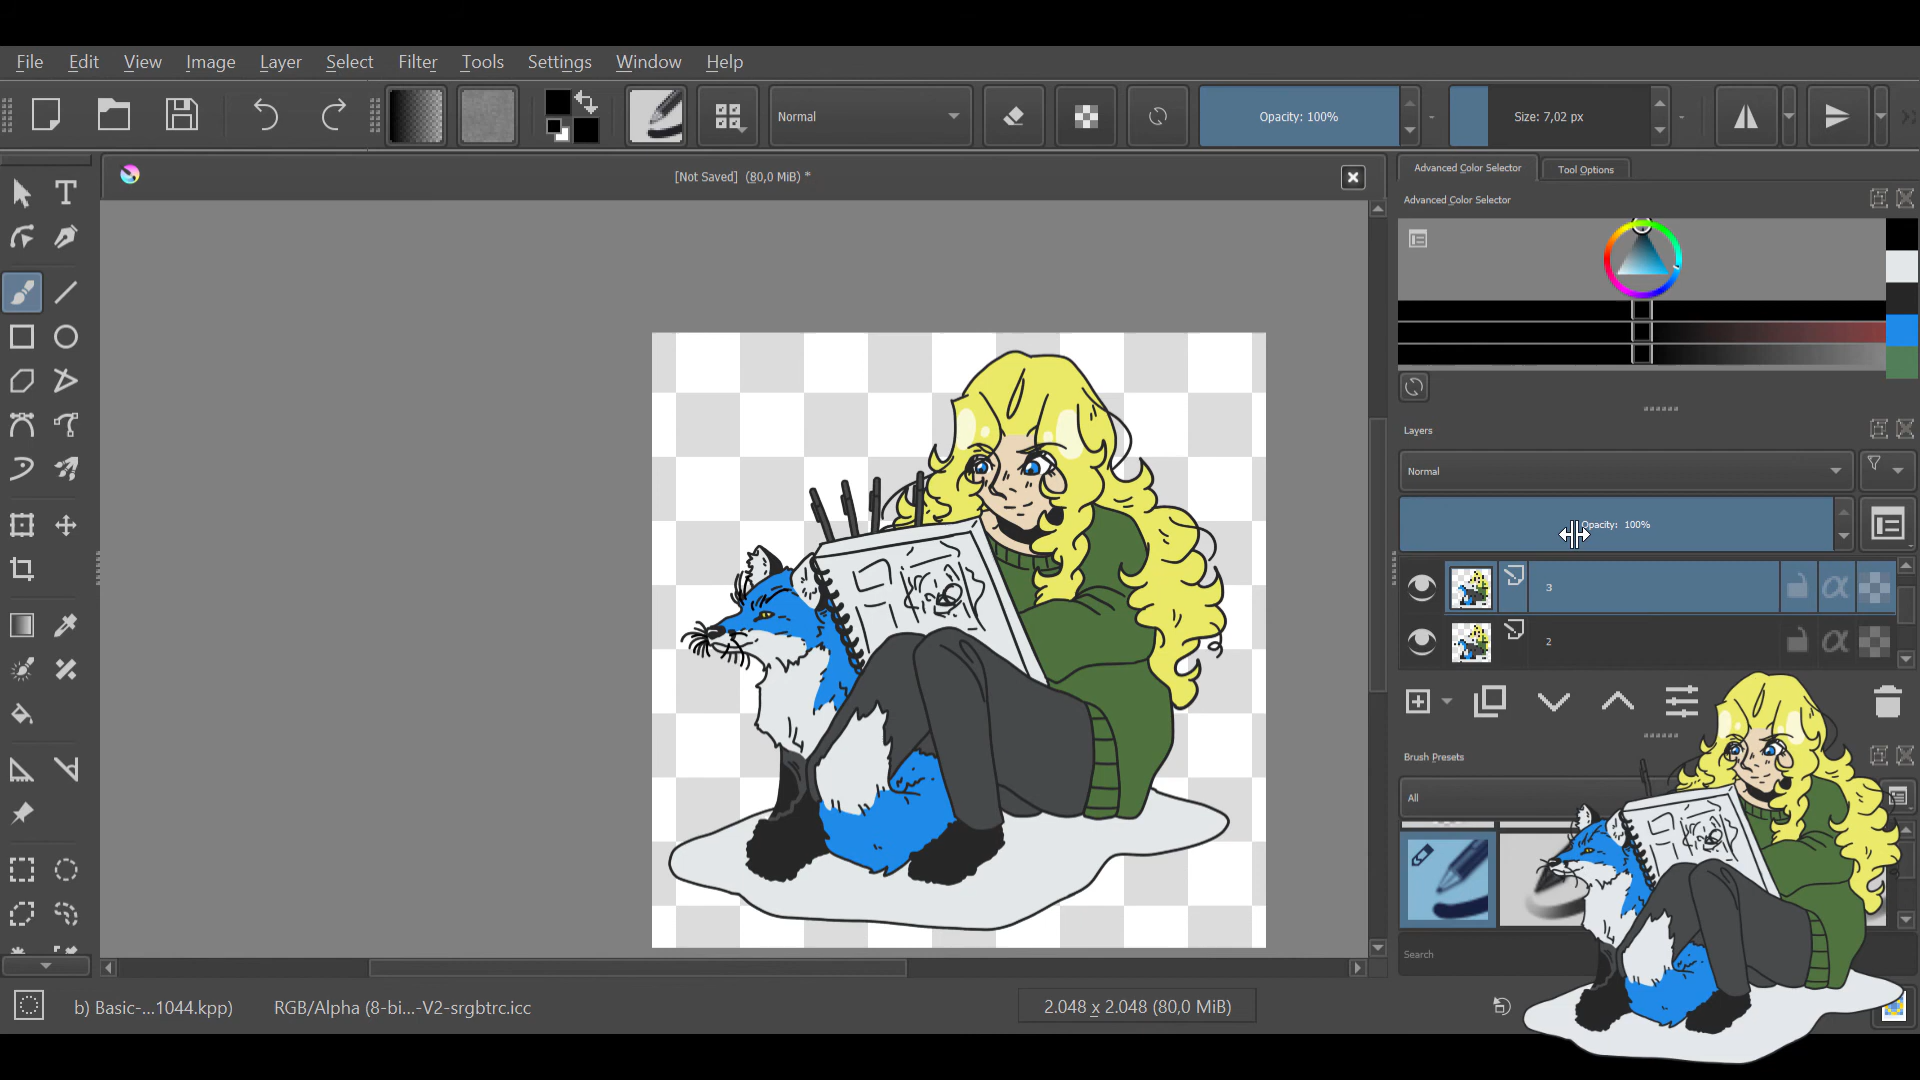 File Edit View Image Layer Select Filter Tools Settings Window Help
Normal Opacity: 100% Size: 7,02 px
[Not Saved] (80,0 MiB) *
Advanced Color Selector Tool Options
Advanced Color Selector
Layers
Normal
Opacity: 100%
3
2
Brush Presets
All
Search
b) Basic-...1044.kpp) RGB/Alpha (8-bi...-V2-srgbtrc.icc 2.048 x 2.048 (80,0 MiB)